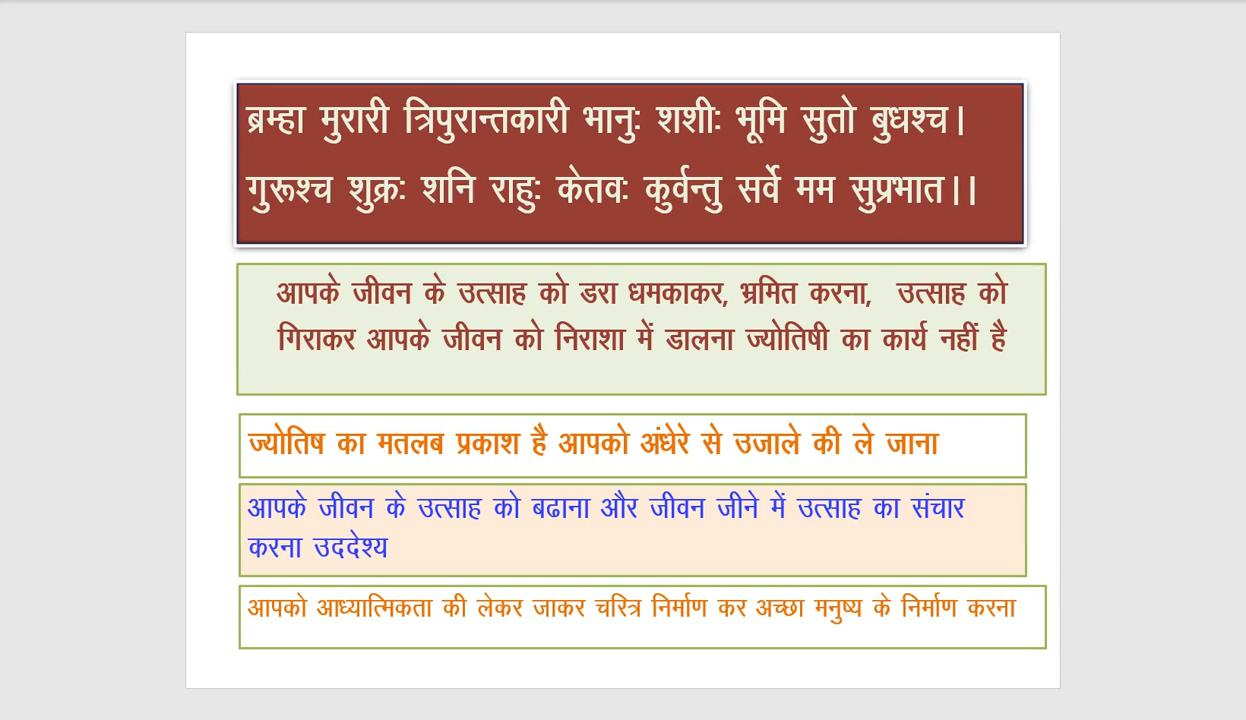 ब्रम्हा मुरारी त्रिपुरान्तकारी भानुः शशीः भूमि सुतो बुधश्च।
गुरूश्च शुक्रः शनि राहुः केतवः कुर्वन्तु सर्वे मम सुप्रभात।।
आपके जीवन के उत्साह को डरा धमकाकर, भ्रमित करना, उत्साह को
गिराकर आपके जीवन को निराशा में डालना ज्योतिषी का कार्य नहीं है
ज्योतिष का मतलब प्रकाश है आपको अंधेरे से उजाले की ले जाना
आपके जीवन के उत्साह को बढाना और जीवन जीने में उत्साह का संचार
करना उददेश्य
आपको आध्यात्मिकता की लेकर जाकर चरित्र निर्माण कर अच्छा मनुष्य के निर्माण करना